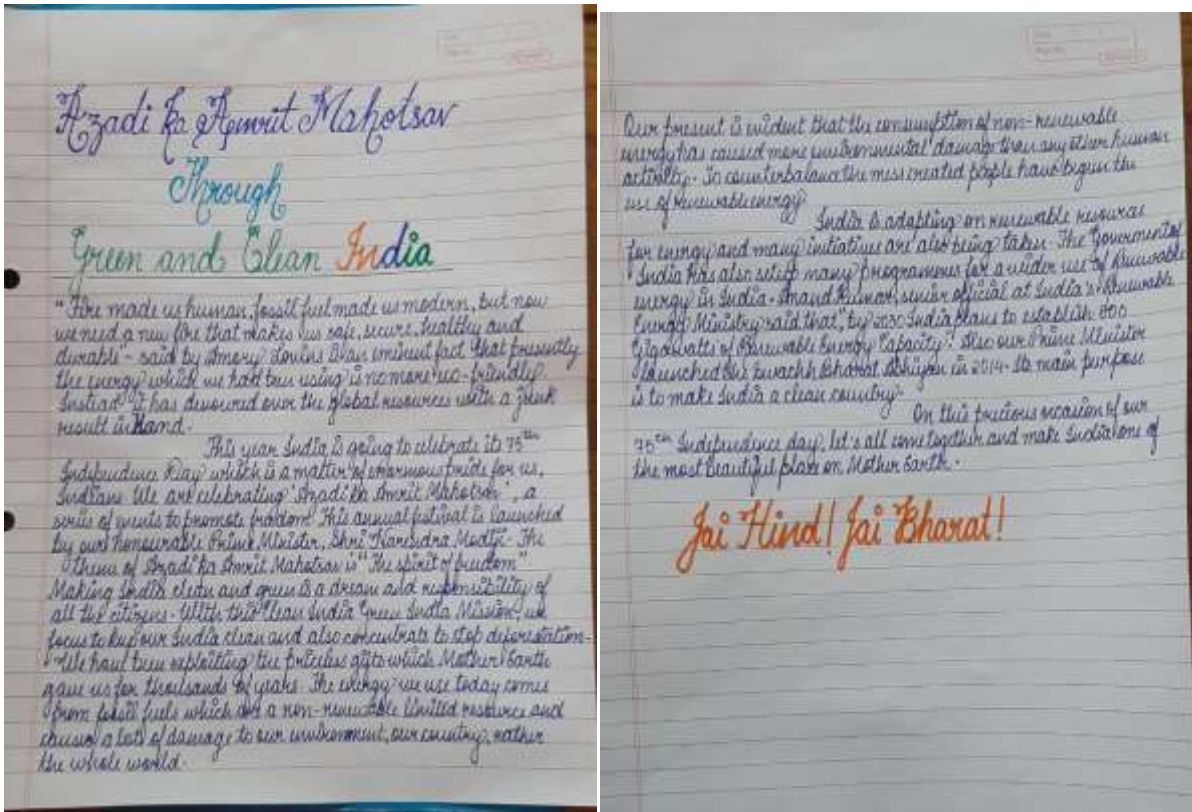 Azadi ka Amrit Mahotsav
Through
Green and Clean India
"Fire made us human, fossil fuel made us modern, but now
we need a new fire that makes us safe, secure, healthy and
durable"- said by Amory Lovins. eminent fact that presently
the energy which we had been using is no more eco-friendly.
Instead it has devoured over the global resources with a
result in hand.
This year India is going to celebrate its 75th
Independence Day which is a matter of enormous pride for us,
Indians. We are celebrating 'Azadi ka Amrit Mahotsav', a
series of events to promote freedom. This annual festival is launched
by our honourable Prime Minister, Shri Narendra Modi. The
theme of Azadi ka Amrit Mahotsav is "The spirit of freedom"
Making India clean and green is a dream and responsibility of
all the citizens. With this Clean India Green India Mission, we
focus to keep our India clean and also concentrate to stop deforestation.
We have been exploiting the priceless gifts which Mother Earth
gave us for thousands of years. The energy we use today comes
from fossil fuels which are a non-renewable limited resource and
causes a lots of damage to our environment, our country, rather
the whole world.
Our present is evident that the consumption of non-renewable
energy has caused more environmental damage than any other human
activity. To counterbalance the mess created people have begun the
use of renewable energy.
India is adapting on renewable resources
for energy and many initiatives are also being taken. The Goverment of
India has also setup many programmes for a wider use of Renewable
energy in India. Anand Kumar, senior official at India's Renewable
Energy Ministry said that "by 2030 India plans to establish
Gigawatts of Renewable Energy Capacity". Also our Prime Minister
launched the Swachh Bharat Abhiyan in 2014. Its main purpose
is to make India a clean country.
On this precious occasion of our
75th Independence day, let's all come together and make India one of
the most beautiful place on Mother Earth.
Jai Hind! Jai Bharat!